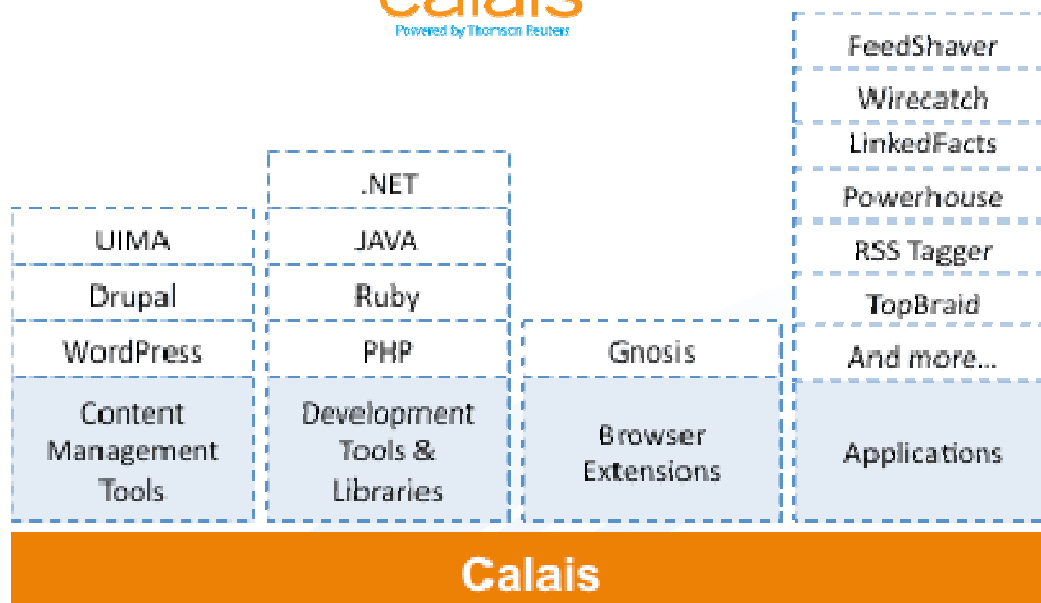 calais
Powered by Thomson Reuters
FeedShaver
Wirecatch
LinkedFacts
Powerhouse
RSS Tagger
TopBraid
And more...
Applications
.NET
JAVA
Ruby
PHP
Development
Tools &
Libraries
UIMA
Drupal
WordPress
Content
Management
Tools
Gnosis
Browser
Extensions
Calais